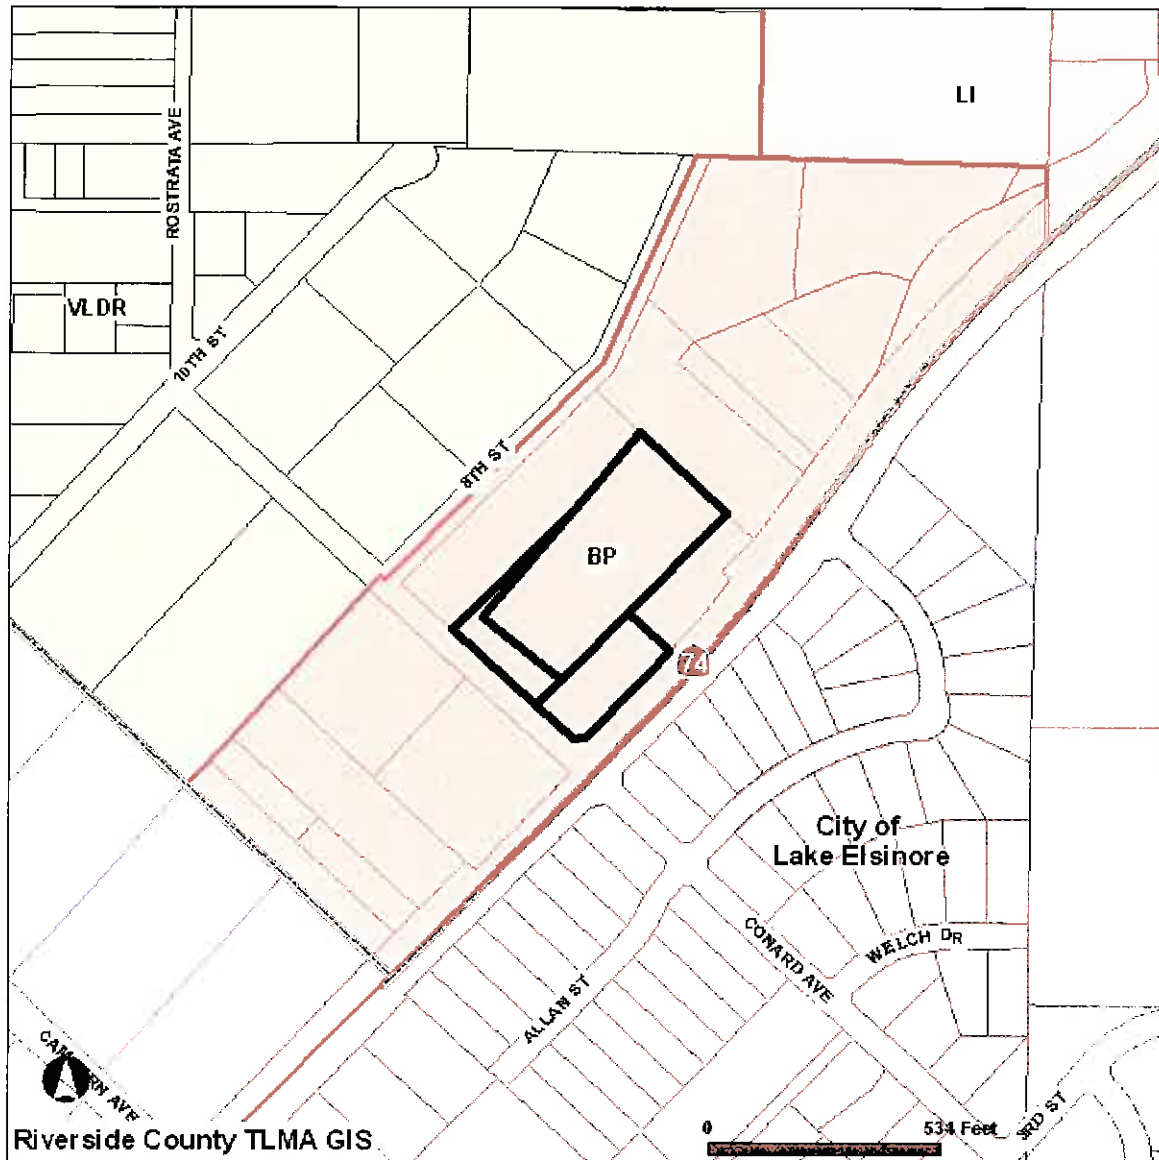 LI
ROSTRATA AVE
VLDR
10TH ST
8TH ST
BP
74
City of
Lake Elsinore
CONARD AVE
WELCH DR
ALLAN ST
3RD ST
0 534 Feet
Riverside County TLMA GIS